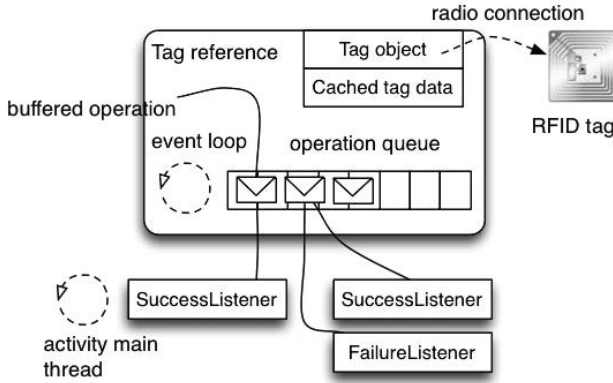 radio connection
Tag reference
Tag object
Cached tag data
RFID tag
buffered operation
event loop
operation queue
SuccessListener
SuccessListener
activity main
thread
FailureListener